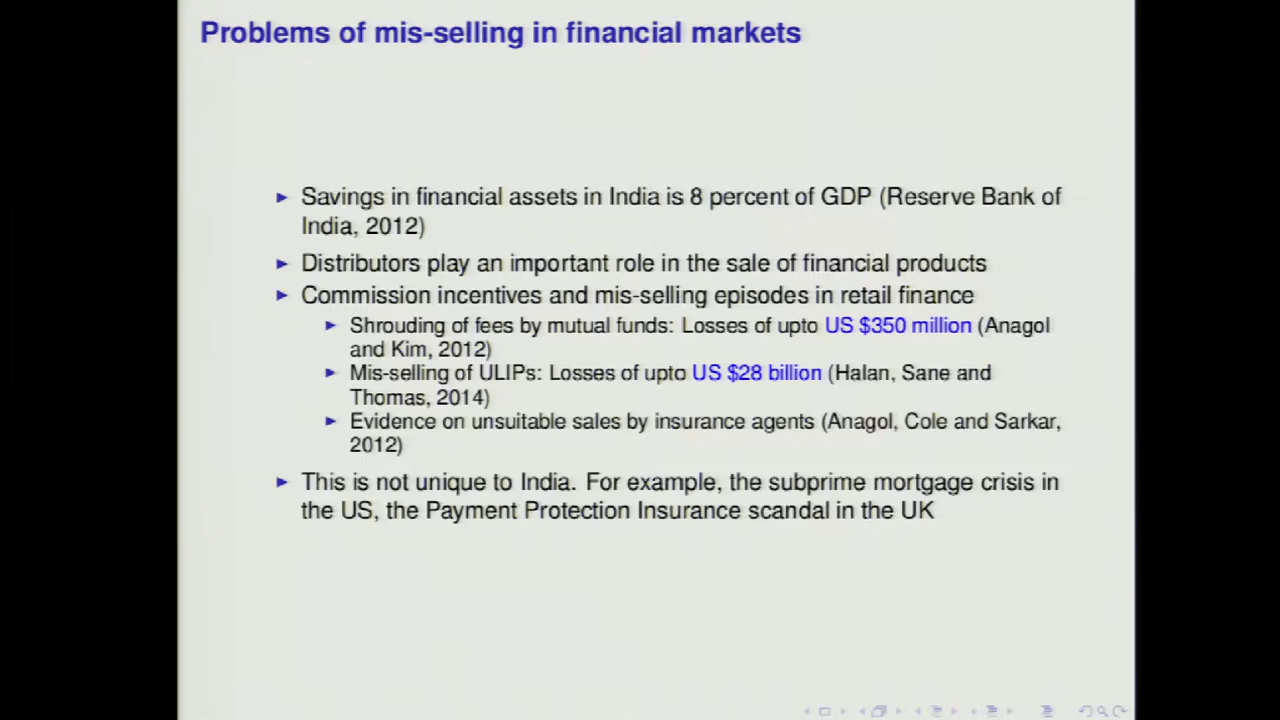 Problems of mis-selling in financial markets
Savings in financial assets in India is 8 percent of GDP (Reserve Bank of
India, 2012)
Distributors play an important role in the sale of financial products
Commission incentives and mis-selling episodes in retail finance
Shrouding of fees by mutual funds: Losses of upto US $350 million (Anagol
and Kim, 2012)
Mis-selling of ULIPs: Losses of upto US $28 billion (Halan, Sane and
Thomas, 2014)
Evidence on unsuitable sales by insurance agents (Anagol, Cole and Sarkar,
2012)
This is not unique to India. For example, the subprime mortgage crisis in
the US, the Payment Protection Insurance scandal in the UK